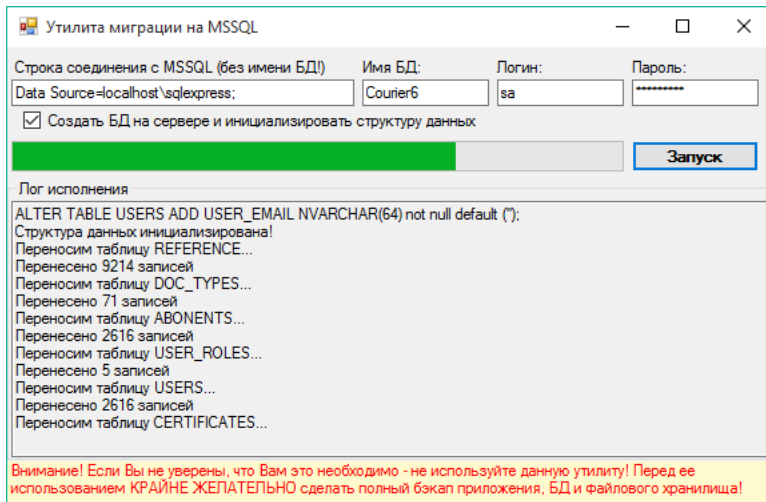 Утилита миграции на MSSQL
Строка соединения с MSSQL (без имени БД!) Имя БД: Логин: Пароль:
Data Source=localhost\sqlexpress; Courier6 sa *********
Создать БД на сервере и инициализировать структуру данных
Запуск
Лог исполнения
ALTER TABLE USERS ADD USER_EMAIL NVARCHAR(64) not null default ('');
Структура данных инициализирована!
Переносим таблицу REFERENCE...
Перенесено 9214 записей
Переносим таблицу DOC_TYPES...
Перенесено 71 записей
Переносим таблицу ABONENTS...
Перенесено 2616 записей
Переносим таблицу USER_ROLES...
Перенесено 5 записей
Переносим таблицу USERS...
Перенесено 2616 записей
Переносим таблицу CERTIFICATES...
Внимание! Если Вы не уверены, что Вам это необходимо - не используйте данную утилиту! Перед ее
использованием КРАЙНЕ ЖЕЛАТЕЛЬНО сделать полный бэкап приложения, БД и файлового хранилища!